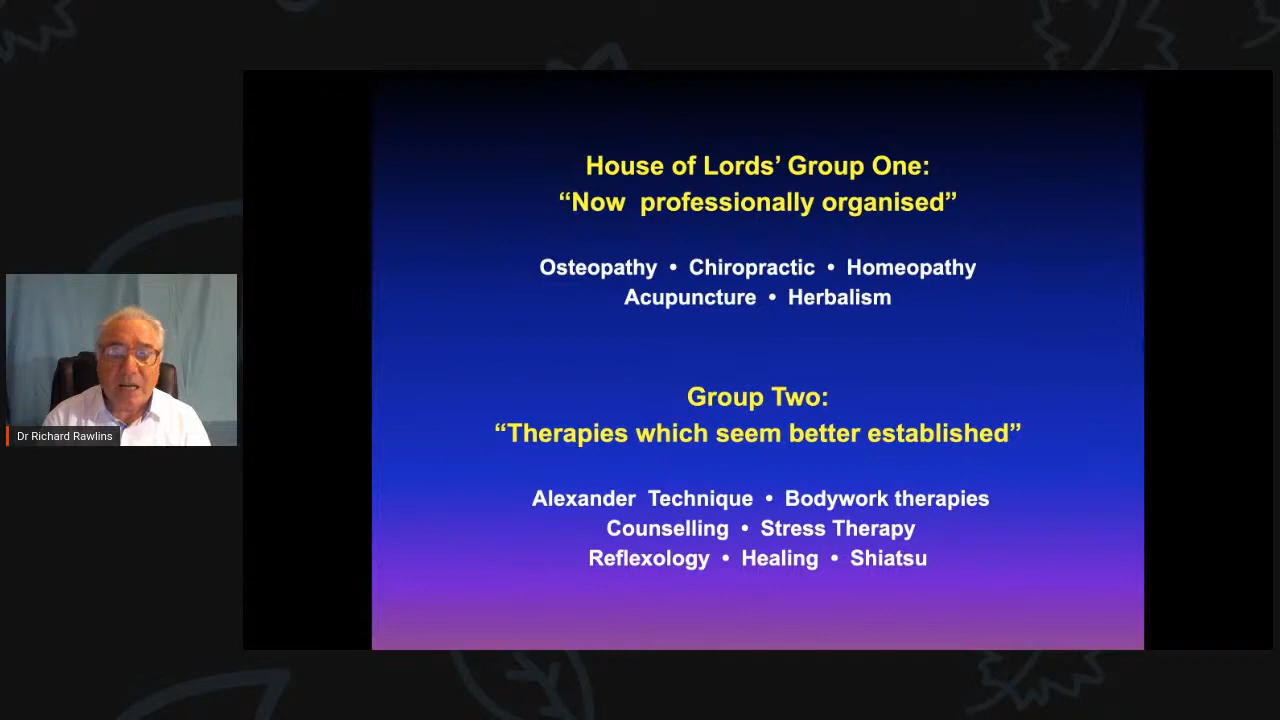 House of Lords’ Group One:
“Now professionally organised”
Osteopathy • Chiropractic • Homeopathy
Acupuncture • Herbalism
Group Two:
“Therapies which seem better established”
Alexander Technique • Bodywork therapies
Counselling • Stress Therapy
Reflexology • Healing • Shiatsu
Dr Richard Rawlins